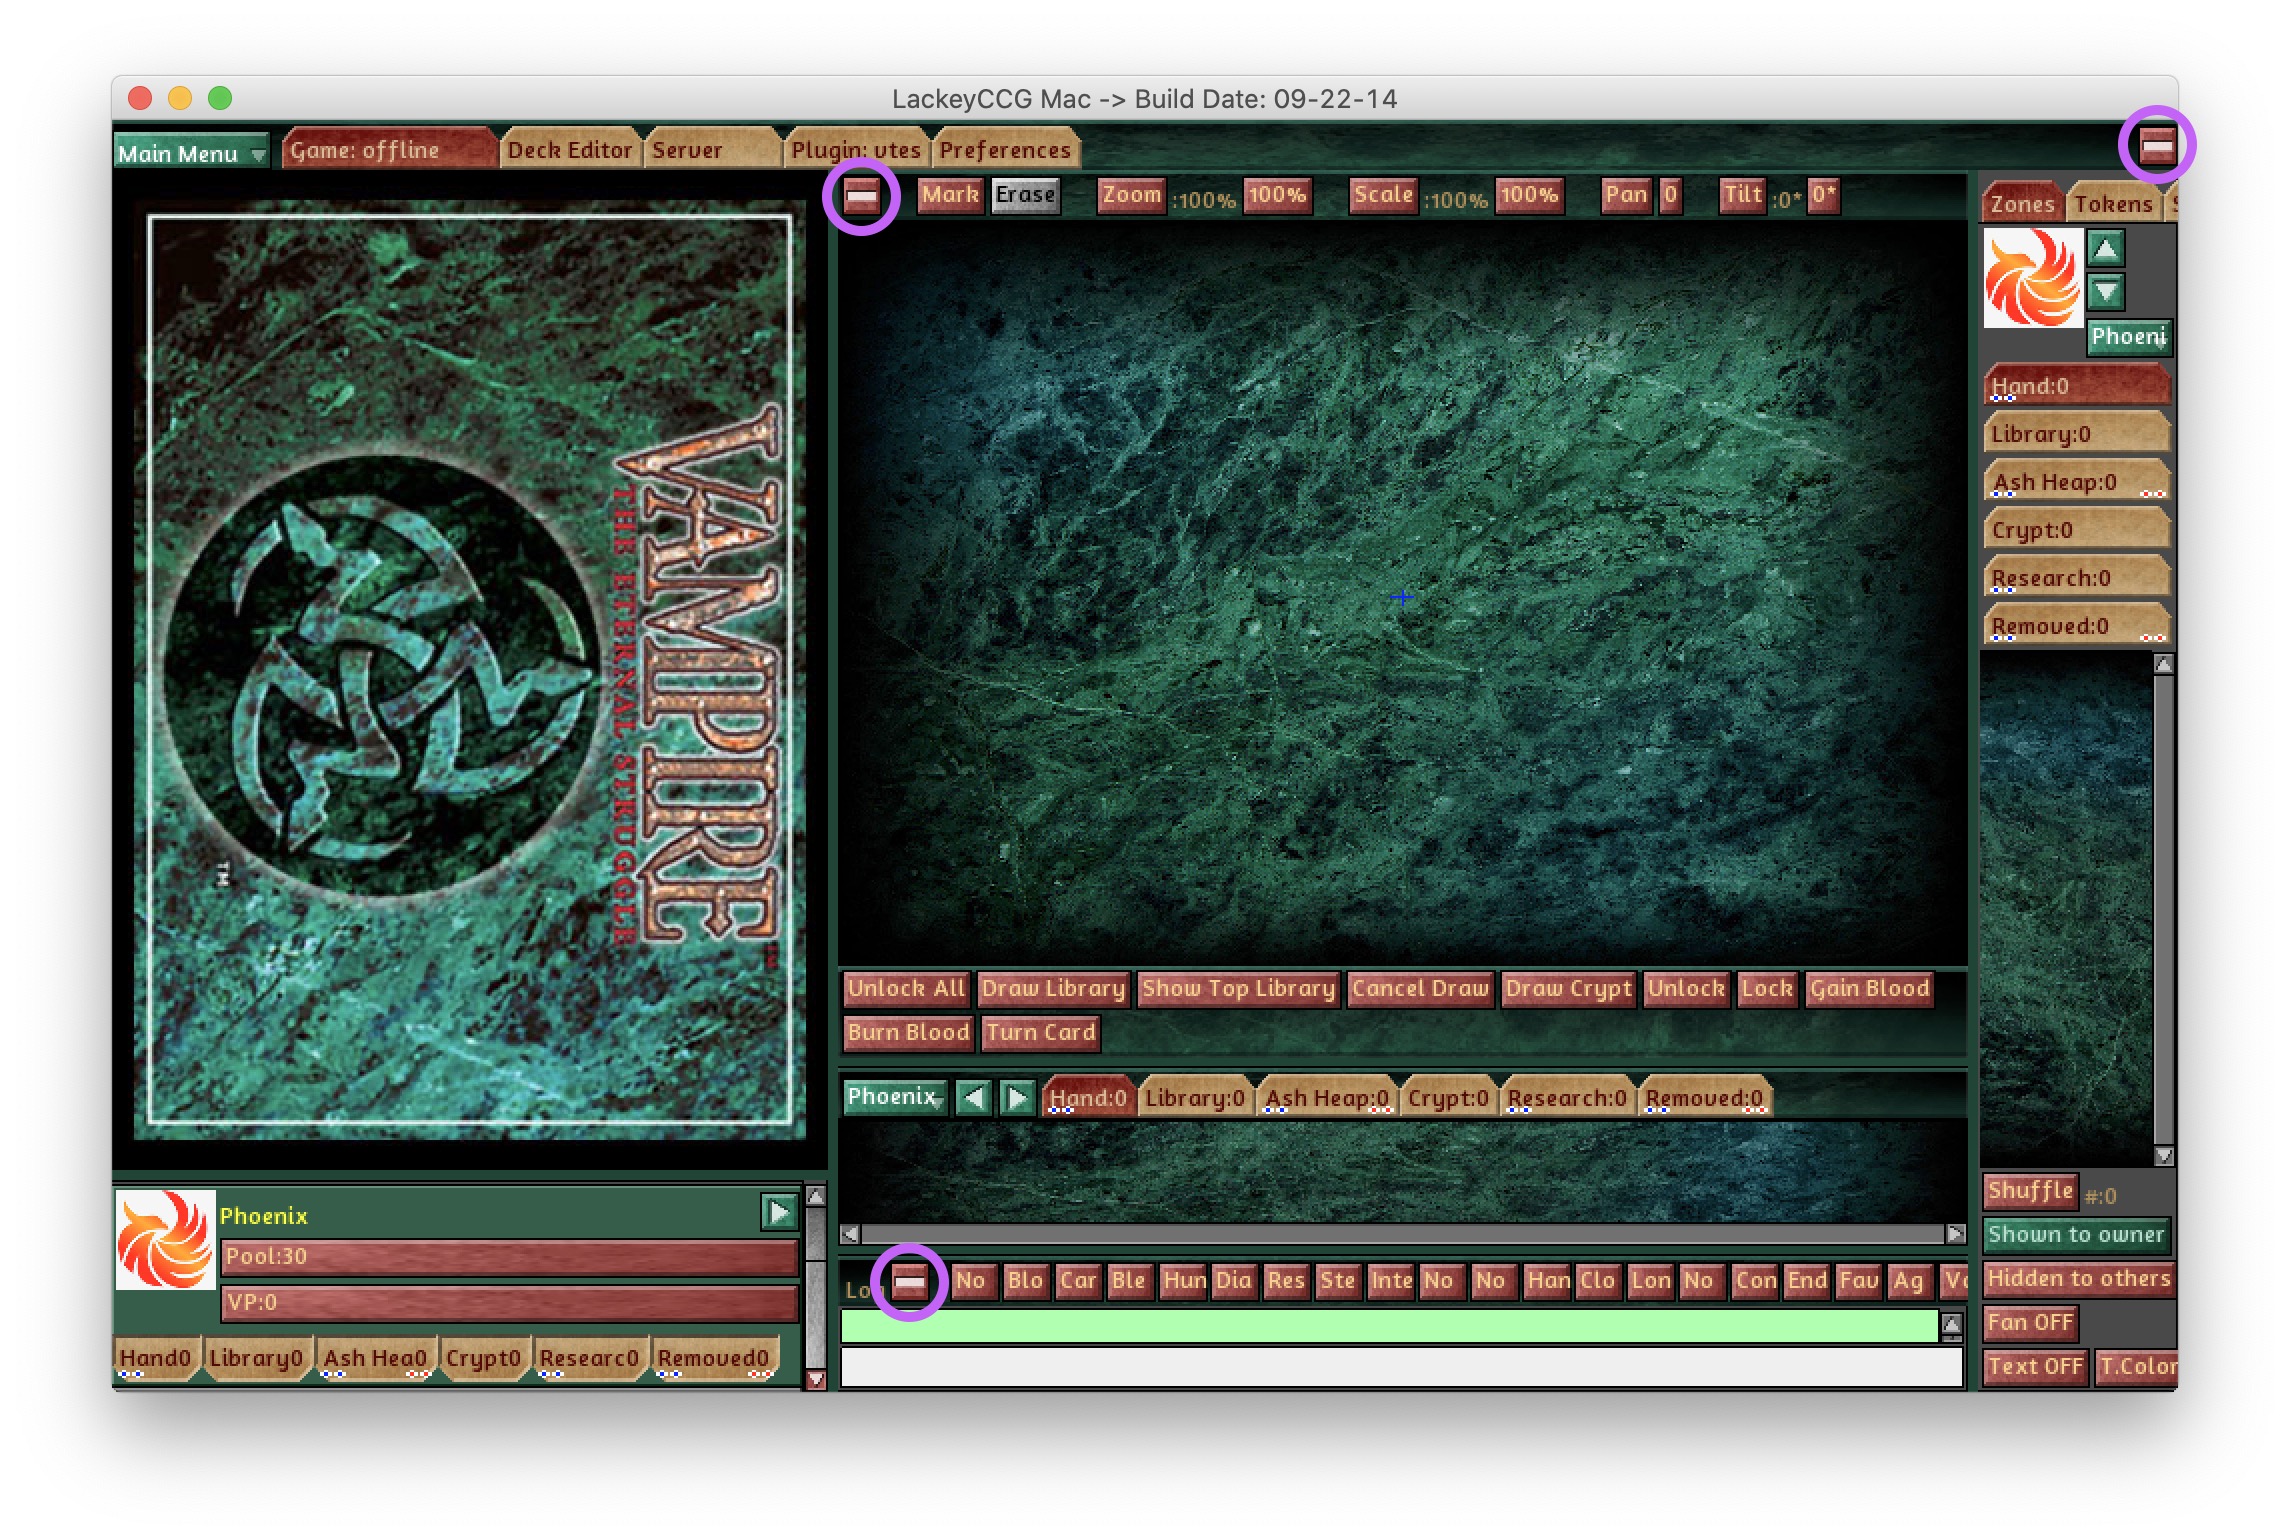 LackeyCCG Mac -> Build Date: 09-22-14
Main Menu Game: offline Deck Editor Server Plugin: vtes Preferences
Mark Erase Zoom :100% 100% Scale :100% 100% Pan 0 Tilt :0* 0*
Zones Tokens
Phoeni
Hand:0
Library:0
Ash Heap:0
Crypt:0
Research:0
Removed:0
VAMPIRE
THE ETERNAL STRUGGLE
TM
TM
Unlock All Draw Library Show Top Library Cancel Draw Draw Crypt Unlock Lock Gain Blood
Burn Blood Turn Card
Phoenix Hand:0 Library:0 Ash Heap:0 Crypt:0 Research:0 Removed:0
Phoenix
Pool:30
VP:0
Hand0 Library0 Ash Hea0 Crypt0 Researc0 Removed0
No Blo Car Ble Hun Dia Res Ste Inte No No Han Clo Lon No Con End Fav Ag
Shuffle #:0
Shown to owner
Hidden to others
Fan OFF
Text OFF T.Color